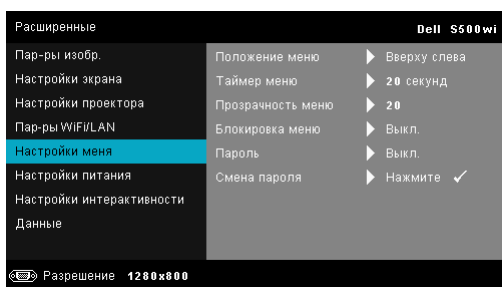 Расширенные Dell S500wi
Пар-ры изобр.
Настройки экрана
Настройки проектора
Пар-ры WiFi/LAN
Настройки меня
Настройки питания
Настройки интерактивности
Данные
Положение меню Вверху слева
Таймер меню 20 секунд
Прозрачность меню 20
Блокировка меню Выкл.
Пароль Выкл.
Смена пароля Нажмите ✓
Разрешение 1280x800